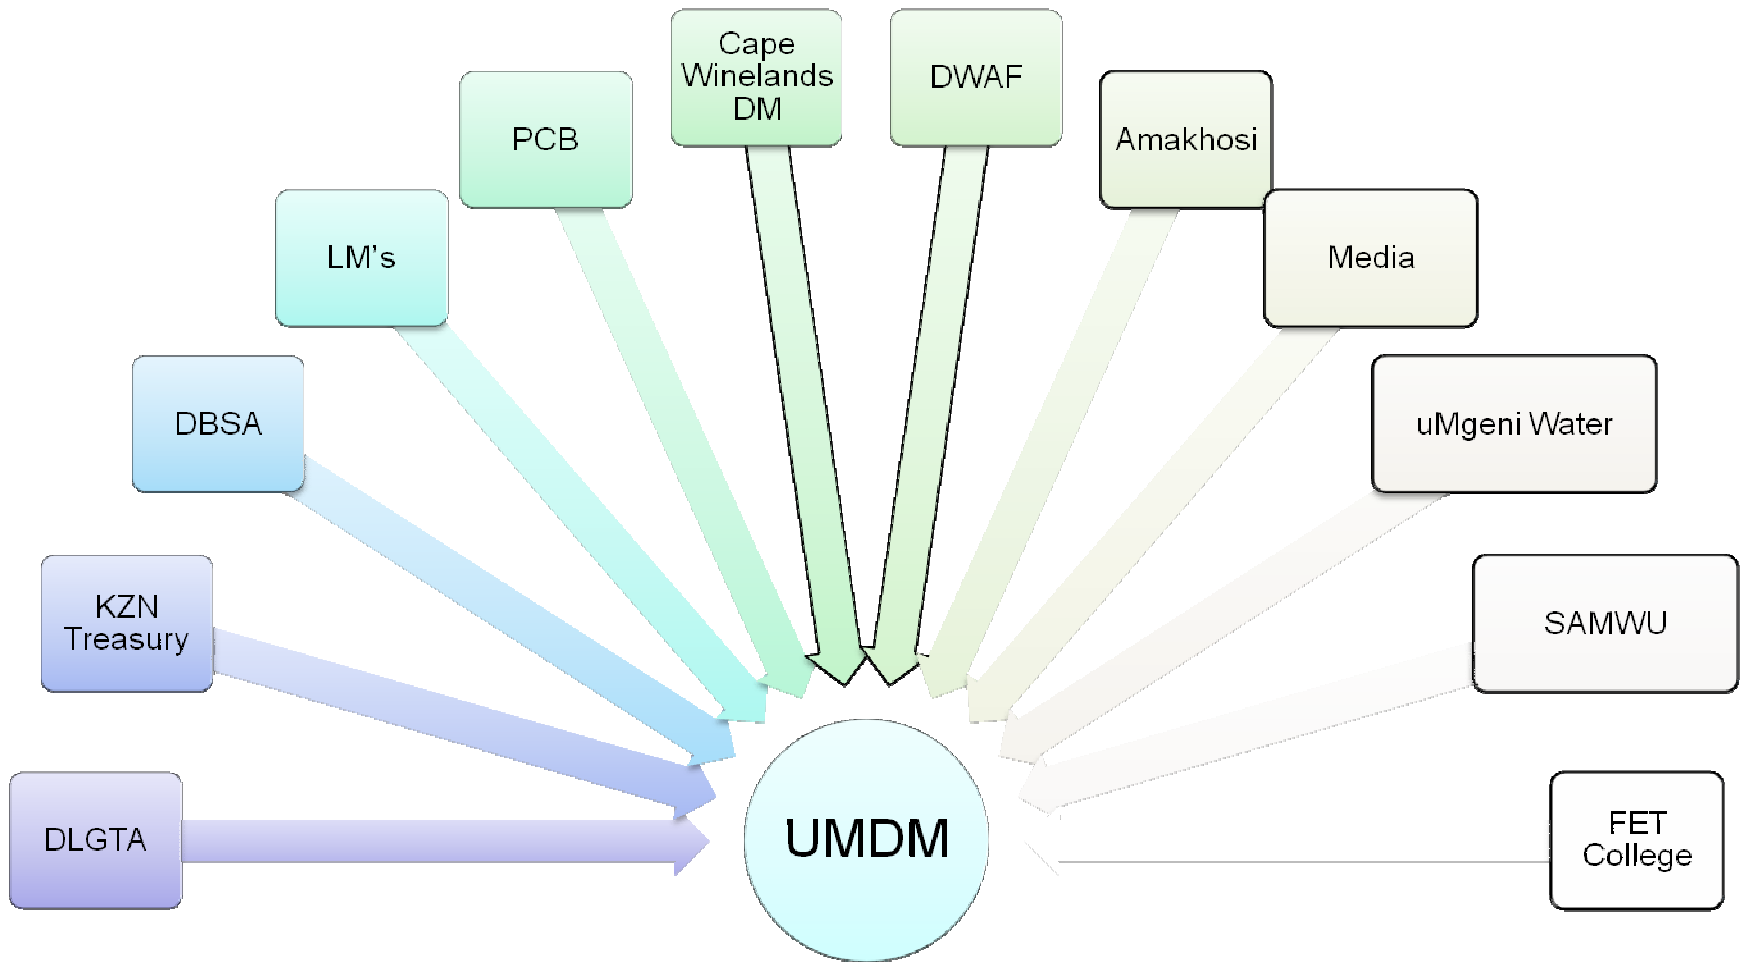 Cape
Winelands
DM
DWAF
PCB
Amakhosi
LM's
Media
DBSA
uMgeni Water
KZN
Treasury
SAMWU
DLGTA
UMDM
FET
College